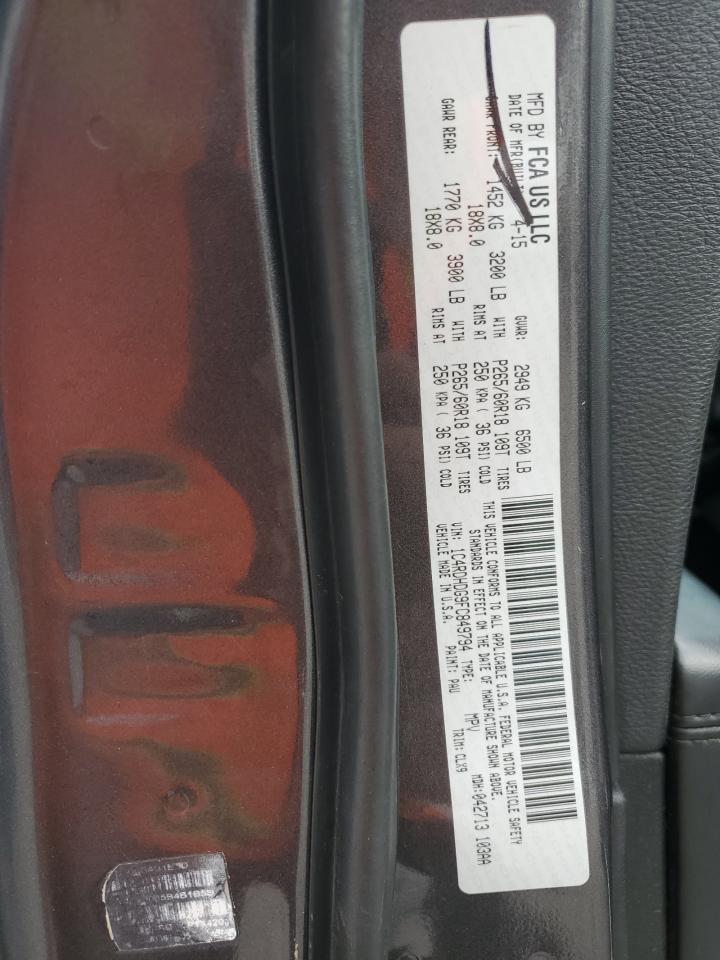 MFD BY FCA US LLC
DATE OF MFR 4-15 GVWR: 2949 KG 6500 LB
GAWR FRONT: 1452 KG 3200 LB WITH P265/60R18 109T TIRES
18X8.0 RIMS AT 250 KPA ( 36 PSI) COLD
GAWR REAR: 1770 KG 3900 LB WITH P265/60R18 109T TIRES
18X8.0 RIMS AT 250 KPA ( 36 PSI) COLD
THIS VEHICLE CONFORMS TO ALL APPLICABLE U.S.A. FEDERAL MOTOR VEHICLE SAFETY
STANDARDS IN EFFECT ON THE DATE OF MANUFACTURE SHOWN ABOVE.
VIN: 1C4RDHDG9FC849794 TYPE: MPV MDH:042713 103AA
VEHICLE MADE IN U.S.A. PAINT: PAU TRIM:CLX9